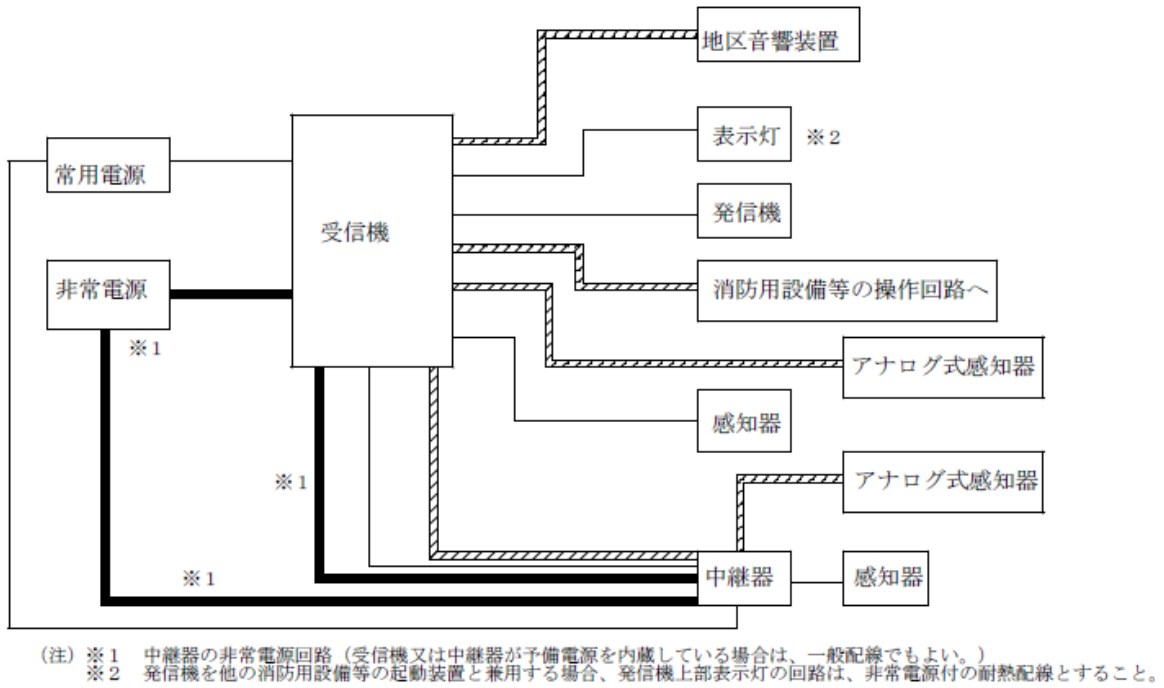 地区音響装置
表示灯 ※2
常用電源
発信機
受信機
非常電源
消防用設備等の操作回路へ
※1
アナログ式感知器
感知器
アナログ式感知器
※1
※1
中継器
感知器
(注) ※1 中継器の非常電源回路(受信機又は中継器が予備電源を内蔵している場合は、一般配線でもよい。)
※2 発信機を他の消防用設備等の起動装置と兼用する場合、発信機上部表示灯の回路は、非常電源付の耐熱配線とすること。